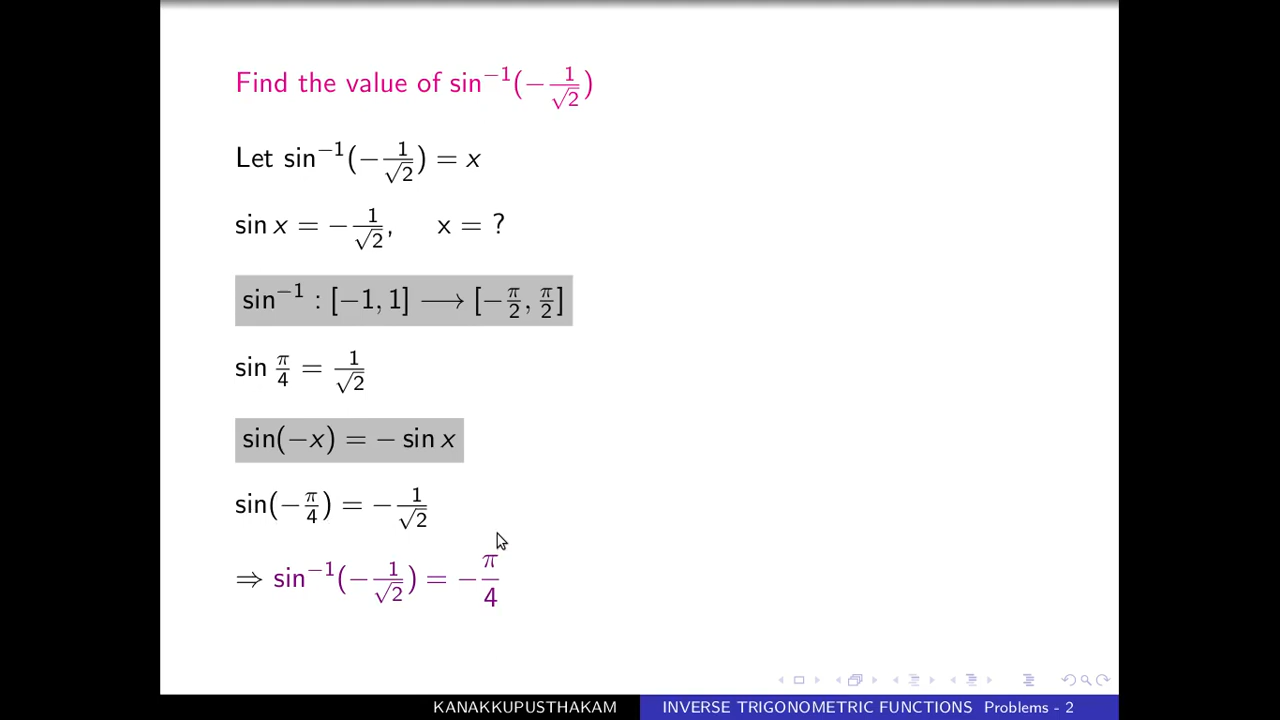 Find the value of sin⁻¹(−1/√2)
Let sin⁻¹(−1/√2) = x
sin x = −1/√2, x = ?
sin⁻¹ : [−1, 1] ⟶ [−π/2, π/2]
sin π/4 = 1/√2
sin(−x) = − sin x
sin(−π/4) = −1/√2
⇒ sin⁻¹(−1/√2) = −π/4
KANAKKUPUSTHAKAM INVERSE TRIGONOMETRIC FUNCTIONS Problems - 2